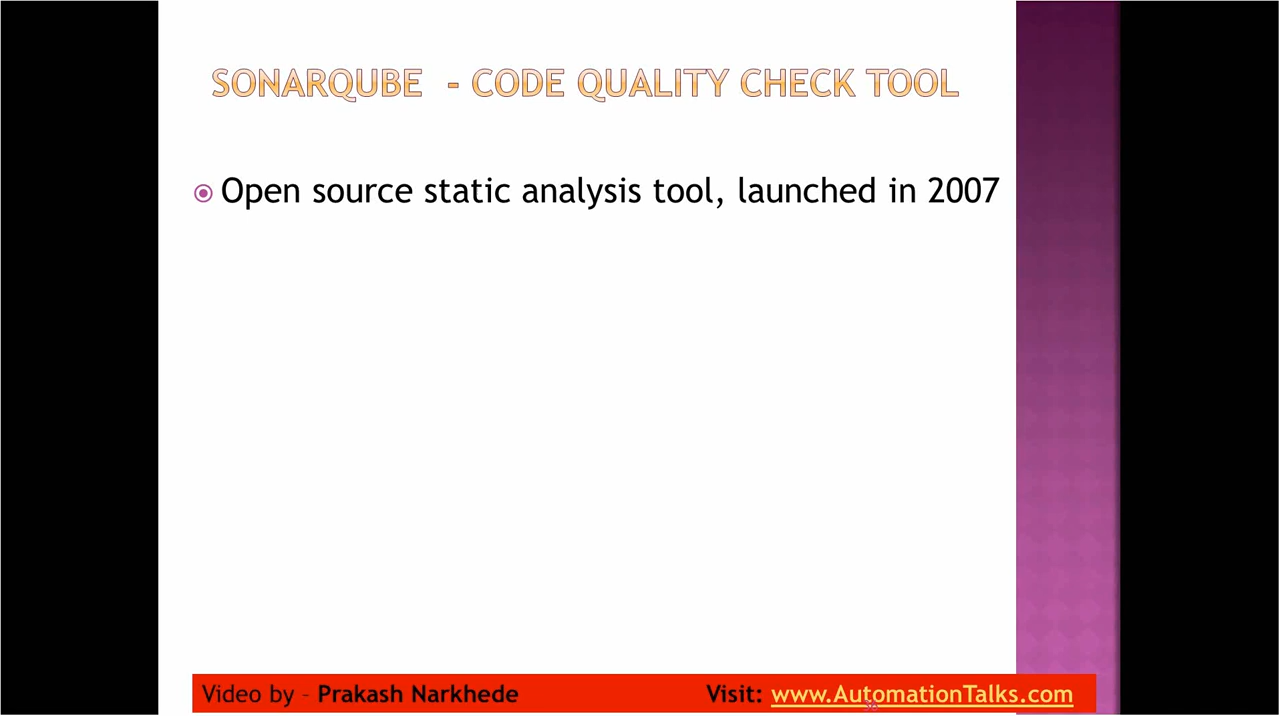 SONARQUBE - CODE QUALITY CHECK TOOL
Open source static analysis tool, launched in 2007
Video by - Prakash Narkhede Visit: www.AutomationTalks.com